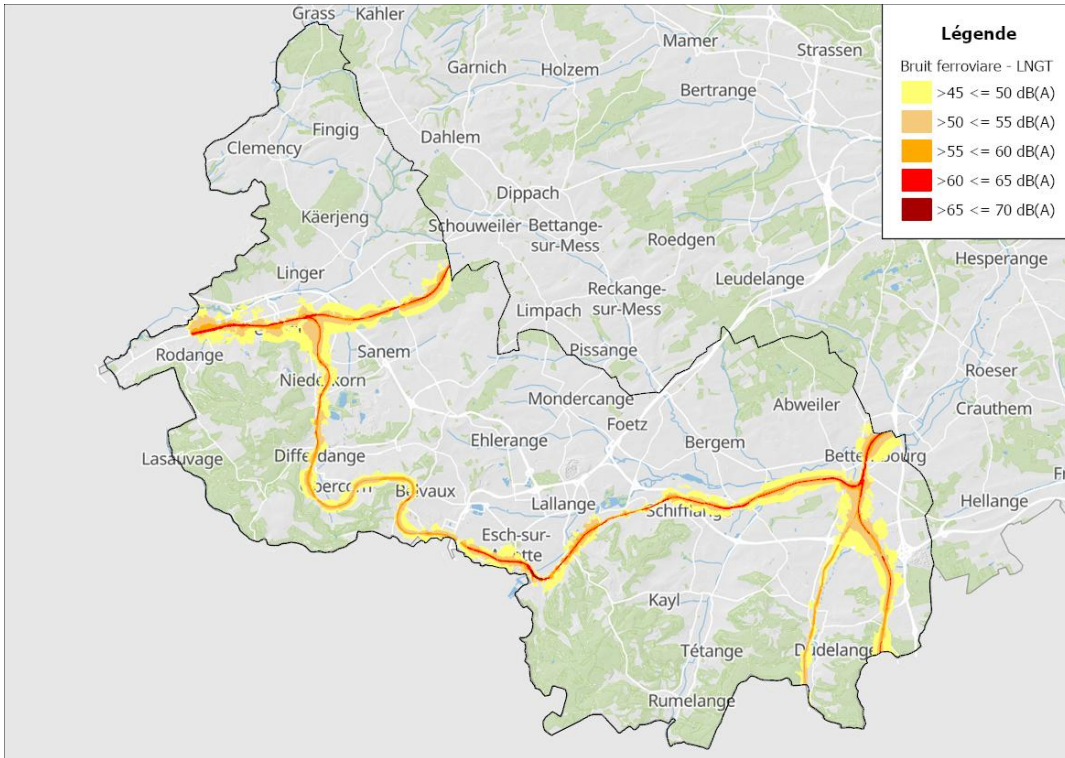 Légende
Bruit ferroviare - LNGT
>45 <= 50 dB(A)
>50 <= 55 dB(A)
>55 <= 60 dB(A)
>60 <= 65 dB(A)
>65 <= 70 dB(A)
Grass
Kahler
Mamer
Strassen
Garnich
Holzem
Bertrange
Fingig
Clemency
Dahlem
Dippach
Käerjeng
Schouweiler
Bettange-
sur-Mess
Roedgen
Hesperange
Linger
Leudelange
Reckange-
sur-Mess
Limpach
Rodange
Sanem
Pissange
Niederkorn
Roeser
Mondercange
Abweiler
Crauthem
Foetz
Lasauvage
Differdange
Ehlerange
Bergem
Bettembourg
Belvaux
Lallange
Hellange
Schifflange
Esch-sur-
Kayl
Tétange
Dudelange
Rumelange